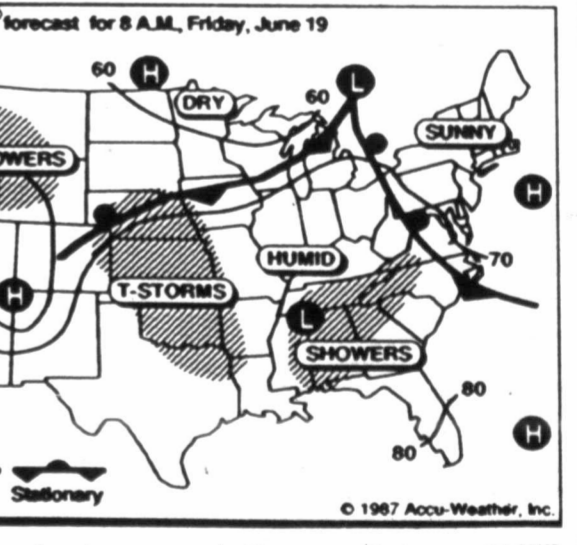 forecast for 8 A.M., Friday, June 19
60
H
L
DRY
60
SUNNY
OWERS
H
HUMID
70
H
T-STORMS
L
SHOWERS
80
H
80
Stationary
© 1987 Accu-Weather, Inc.